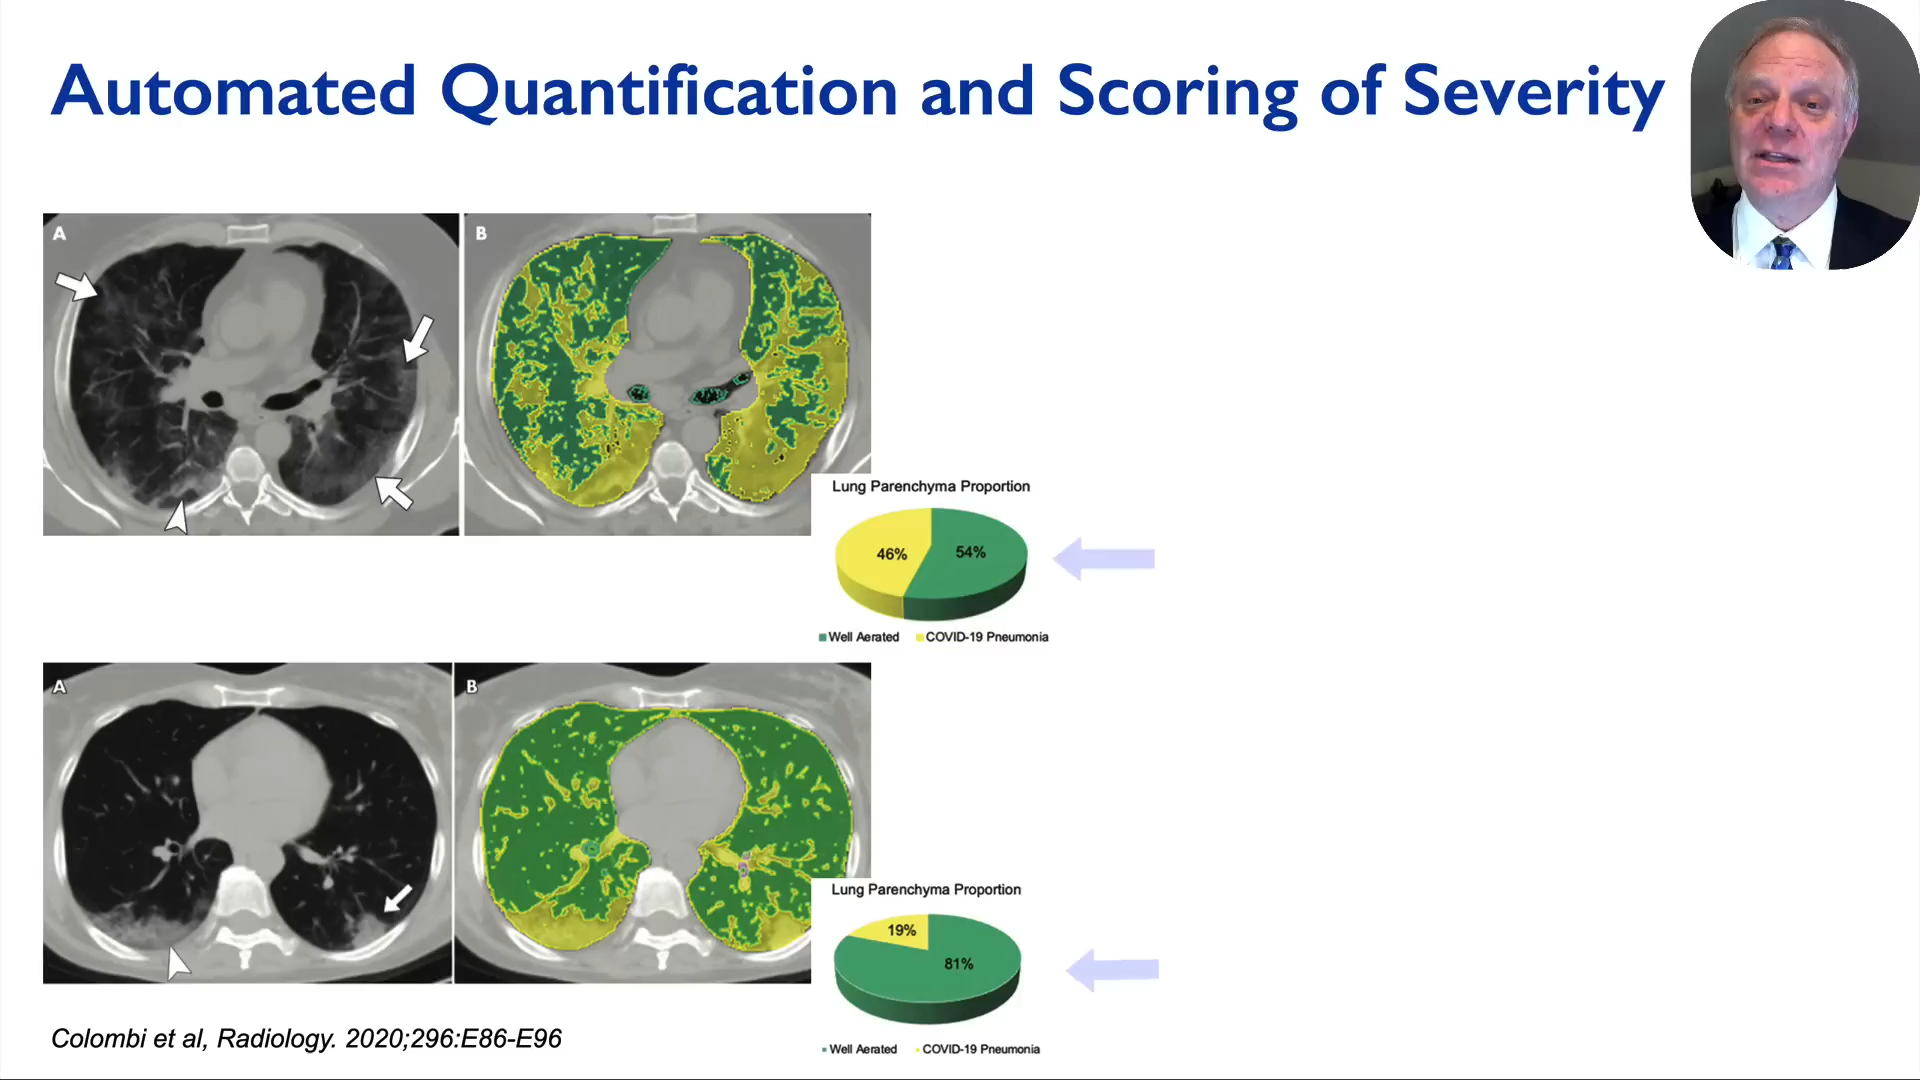 Automated Quantification and Scoring of Severity
A
B
Lung Parenchyma Proportion
46%
54%
Well Aerated
COVID-19 Pneumonia
A
B
Lung Parenchyma Proportion
19%
81%
Well Aerated
COVID-19 Pneumonia
Colombi et al, Radiology. 2020;296:E86-E96